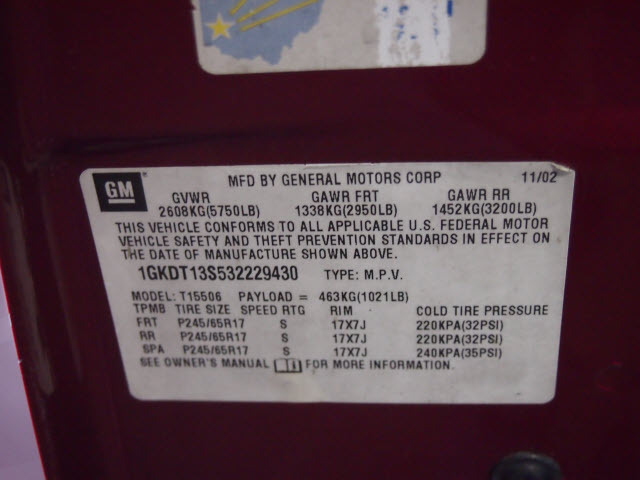 GM
MFD BY GENERAL MOTORS CORP 11/02
GVWR GAWR FRT GAWR RR
2608KG(5750LB) 1338KG(2950LB) 1452KG(3200LB)
THIS VEHICLE CONFORMS TO ALL APPLICABLE U.S. FEDERAL MOTOR
VEHICLE SAFETY AND THEFT PREVENTION STANDARDS IN EFFECT ON
THE DATE OF MANUFACTURE SHOWN ABOVE.
1GKDT13S532229430 TYPE: M.P.V.
MODEL: T15506 PAYLOAD = 463KG(1021LB)
TPMB TIRE SIZE SPEED RTG RIM COLD TIRE PRESSURE
FRT P245/65R17 S 17X7J 220KPA(32PSI)
RR P245/65R17 S 17X7J 220KPA(32PSI)
SPA P245/65R17 S 17X7J 240KPA(35PSI)
SEE OWNER'S MANUAL FOR MORE INFORMATION.